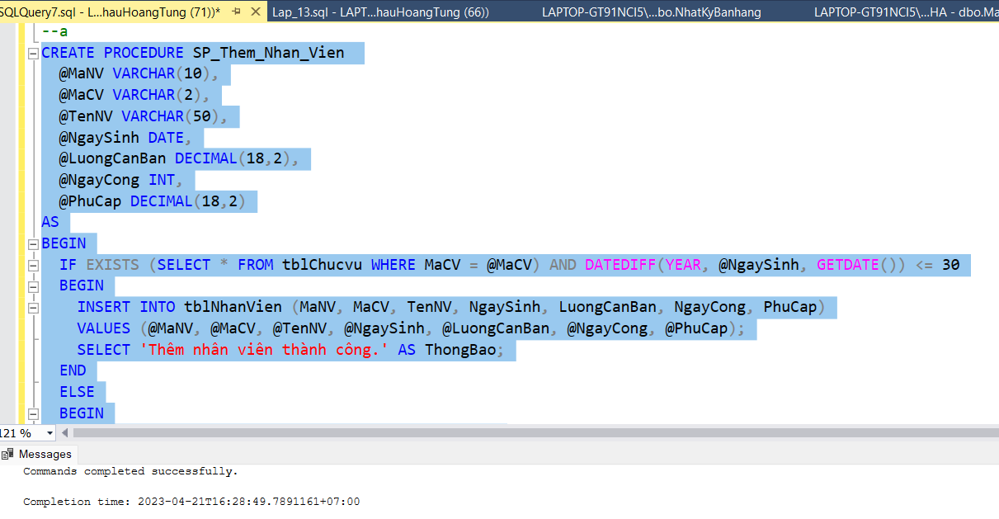 SQLQuery7.sql - L...hauHoangTung (71))* Lap_13.sql - LAPT...hauHoangTung (66)) LAPTOP-GT91NCI5\...bo.NhatKyBanhang LAPTOP-GT91NCI5\...HA - dbo.Ma
--a
CREATE PROCEDURE SP_Them_Nhan_Vien
@MaNV VARCHAR(10),
@MaCV VARCHAR(2),
@TenNV VARCHAR(50),
@NgaySinh DATE,
@LuongCanBan DECIMAL(18,2),
@NgayCong INT,
@PhuCap DECIMAL(18,2)
AS
BEGIN
IF EXISTS (SELECT * FROM tblChucvu WHERE MaCV = @MaCV) AND DATEDIFF(YEAR, @NgaySinh, GETDATE()) <= 30
BEGIN
INSERT INTO tblNhanVien (MaNV, MaCV, TenNV, NgaySinh, LuongCanBan, NgayCong, PhuCap)
VALUES (@MaNV, @MaCV, @TenNV, @NgaySinh, @LuongCanBan, @NgayCong, @PhuCap);
SELECT 'Thêm nhân viên thành công.' AS ThongBao;
END
ELSE
BEGIN
121 %
Messages
Commands completed successfully.
Completion time: 2023-04-21T16:28:49.7891161+07:00